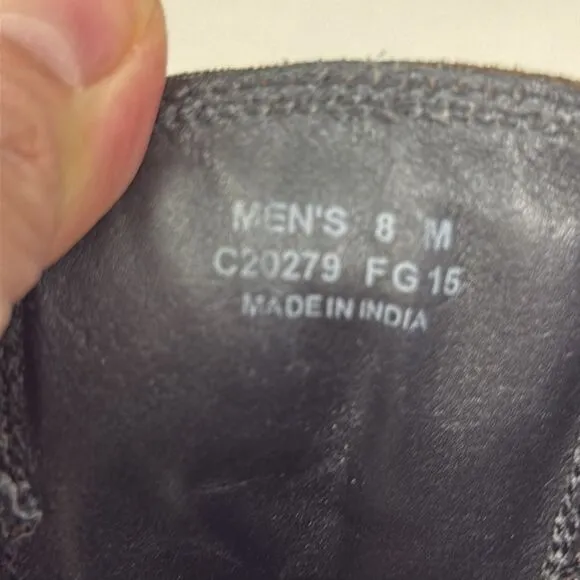 MEN'S 8 M
C20279 FG15
MADE IN INDIA